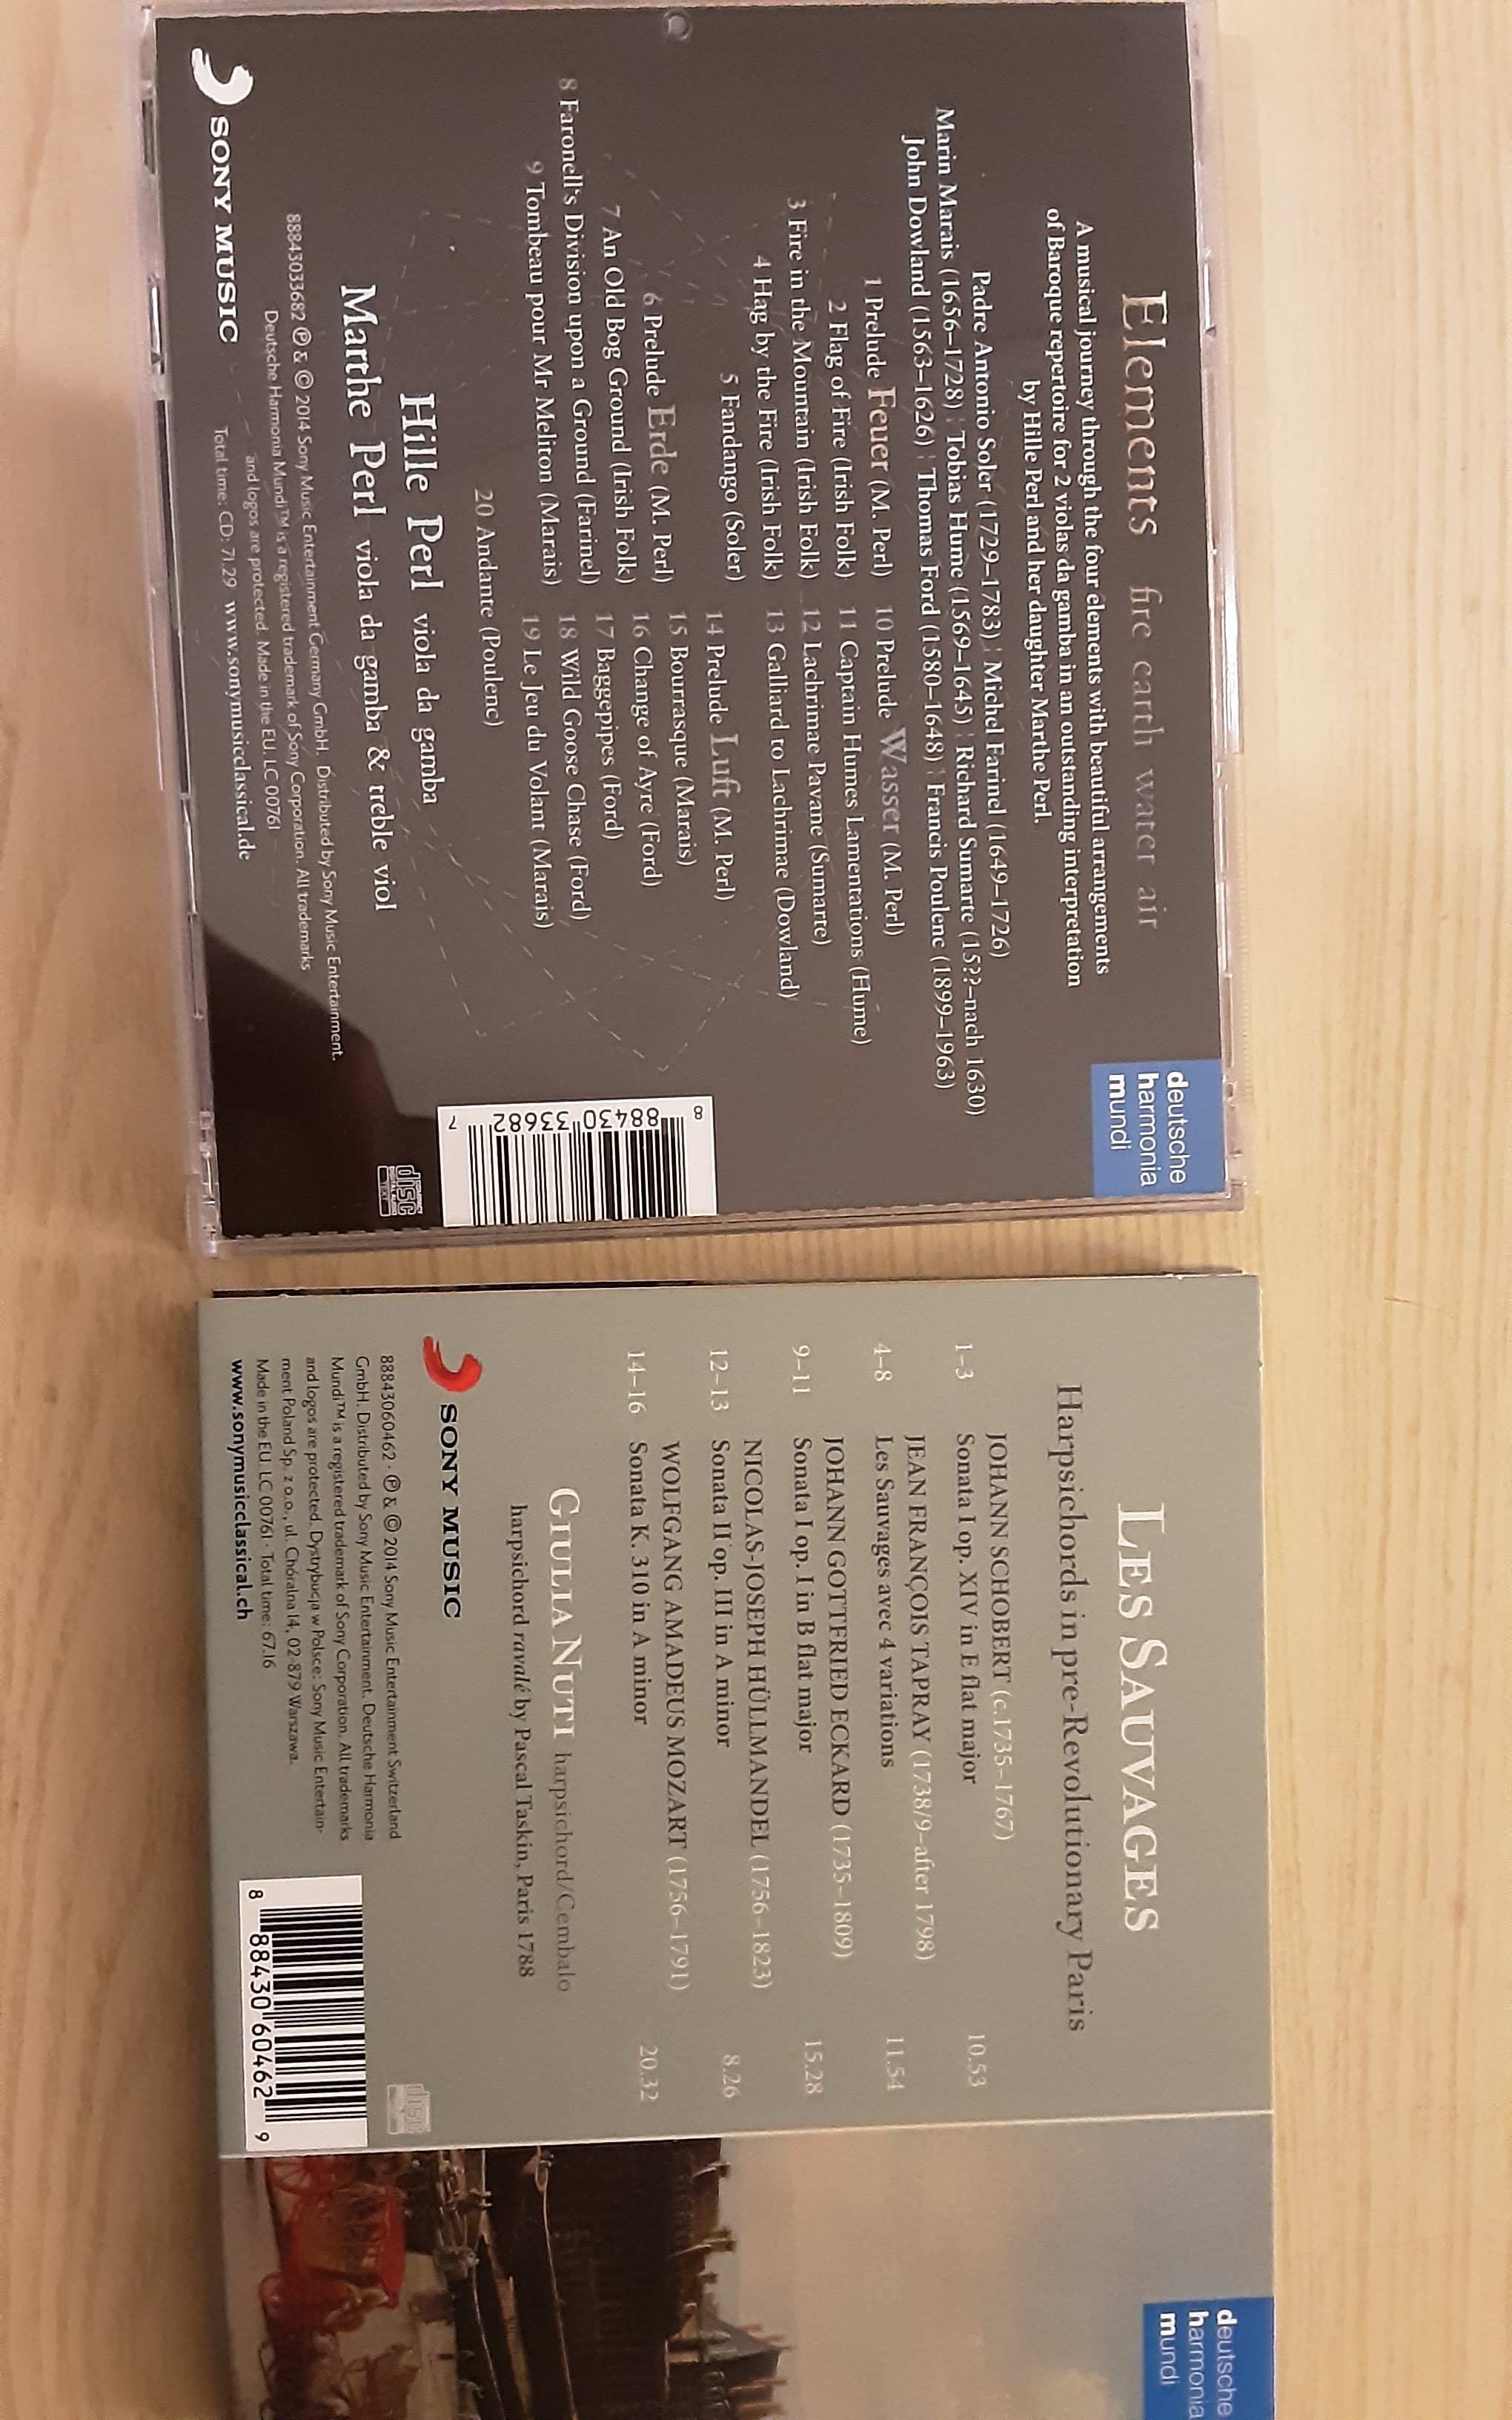 Elements fire earth water air
A musical journey through the four elements with beautiful arrangements
of Baroque repertoire for 2 violas da gamba in an outstanding interpretation
by Hille Perl and her daughter Marthe Perl.
Padre Antonio Soler (1729–1783) ¦ Michel Farinel (1649–1726)
Marin Marais (1656–1728) ¦ Tobias Hume (1569–1645) ¦ Richard Sumarte (15??–nach 1630)
John Dowland (1563–1626) ¦ Thomas Ford (1580–1648) ¦ Francis Poulenc (1899–1963)
1 Prelude Feuer (M. Perl)
2 Flag of Fire (Irish Folk)
3 Fire in the Mountain (Irish Folk)
4 Hag by the Fire (Irish Folk)
5 Fandango (Soler)
6 Prelude Erde (M. Perl)
7 An Old Bog Ground (Irish Folk)
8 Faronell‘s Division upon a Ground (Farinel)
9 Tombeau pour Mr Meliton (Marais)
10 Prelude Wasser (M. Perl)
11 Captain Humes Lamentations (Hume)
12 Lachrimae Pavane (Sumarte)
13 Galliard to Lachrimae (Dowland)
14 Prelude Luft (M. Perl)
15 Bourrasque (Marais)
16 Change of Ayre (Ford)
17 Baggepipes (Ford)
18 Wild Goose Chase (Ford)
19 Le Jeu du Volant (Marais)
20 Andante (Poulenc)
Hille Perl viola da gamba
Marthe Perl viola da gamba & treble viol
88843033682 ℗ & © 2014 Sony Music Entertainment Germany GmbH. Distributed by Sony Music Entertainment.
Deutsche Harmonia Mundi™ is a registered trademark of Sony Corporation. All trademarks
and logos are protected. Made in the EU. LC 00761
Total time: CD: 71.29 www.sonymusicclassical.de
SONY MUSIC
deutsche
harmonia
mundi
8 88430 33682 7
COMPACT
disc
DIGITAL AUDIO
TEXT
LES SAUVAGES
Harpsichords in pre-Revolutionary Paris
JOHANN SCHOBERT (c.1735–1767)
1–3 Sonata I op. XIV in E flat major 10.53
JEAN FRANÇOIS TAPRAY (1738/9–after 1798)
4–8 Les Sauvages avec 4 variations 11.54
JOHANN GOTTFRIED ECKARD (1735–1809)
9–11 Sonata I op. I in B flat major 15.28
NICOLAS-JOSEPH HÜLLMANDEL (1756–1823)
12–13 Sonata II op. III in A minor 8.26
WOLFGANG AMADEUS MOZART (1756–1791)
14–16 Sonata K. 310 in A minor 20.32
GIULIA NUTI harpsichord/Cembalo
harpsichord ravalé by Pascal Taskin, Paris 1788
SONY MUSIC
88843060462 · ℗ & © 2014 Sony Music Entertainment Switzerland
GmbH. Distributed by Sony Music Entertainment. Deutsche Harmonia
Mundi™ is a registered trademark of Sony Corporation. All trademarks
and logos are protected. Dystrybucja w Polsce: Sony Music Entertain-
ment Poland Sp. z o.o., ul. Chóralna 14, 02-879 Warszawa.
Made in the EU. LC 00761 · Total time: 67.16
www.sonymusicclassical.ch
8 88430 60462 9
disc
deutsche
harmonia
mundi